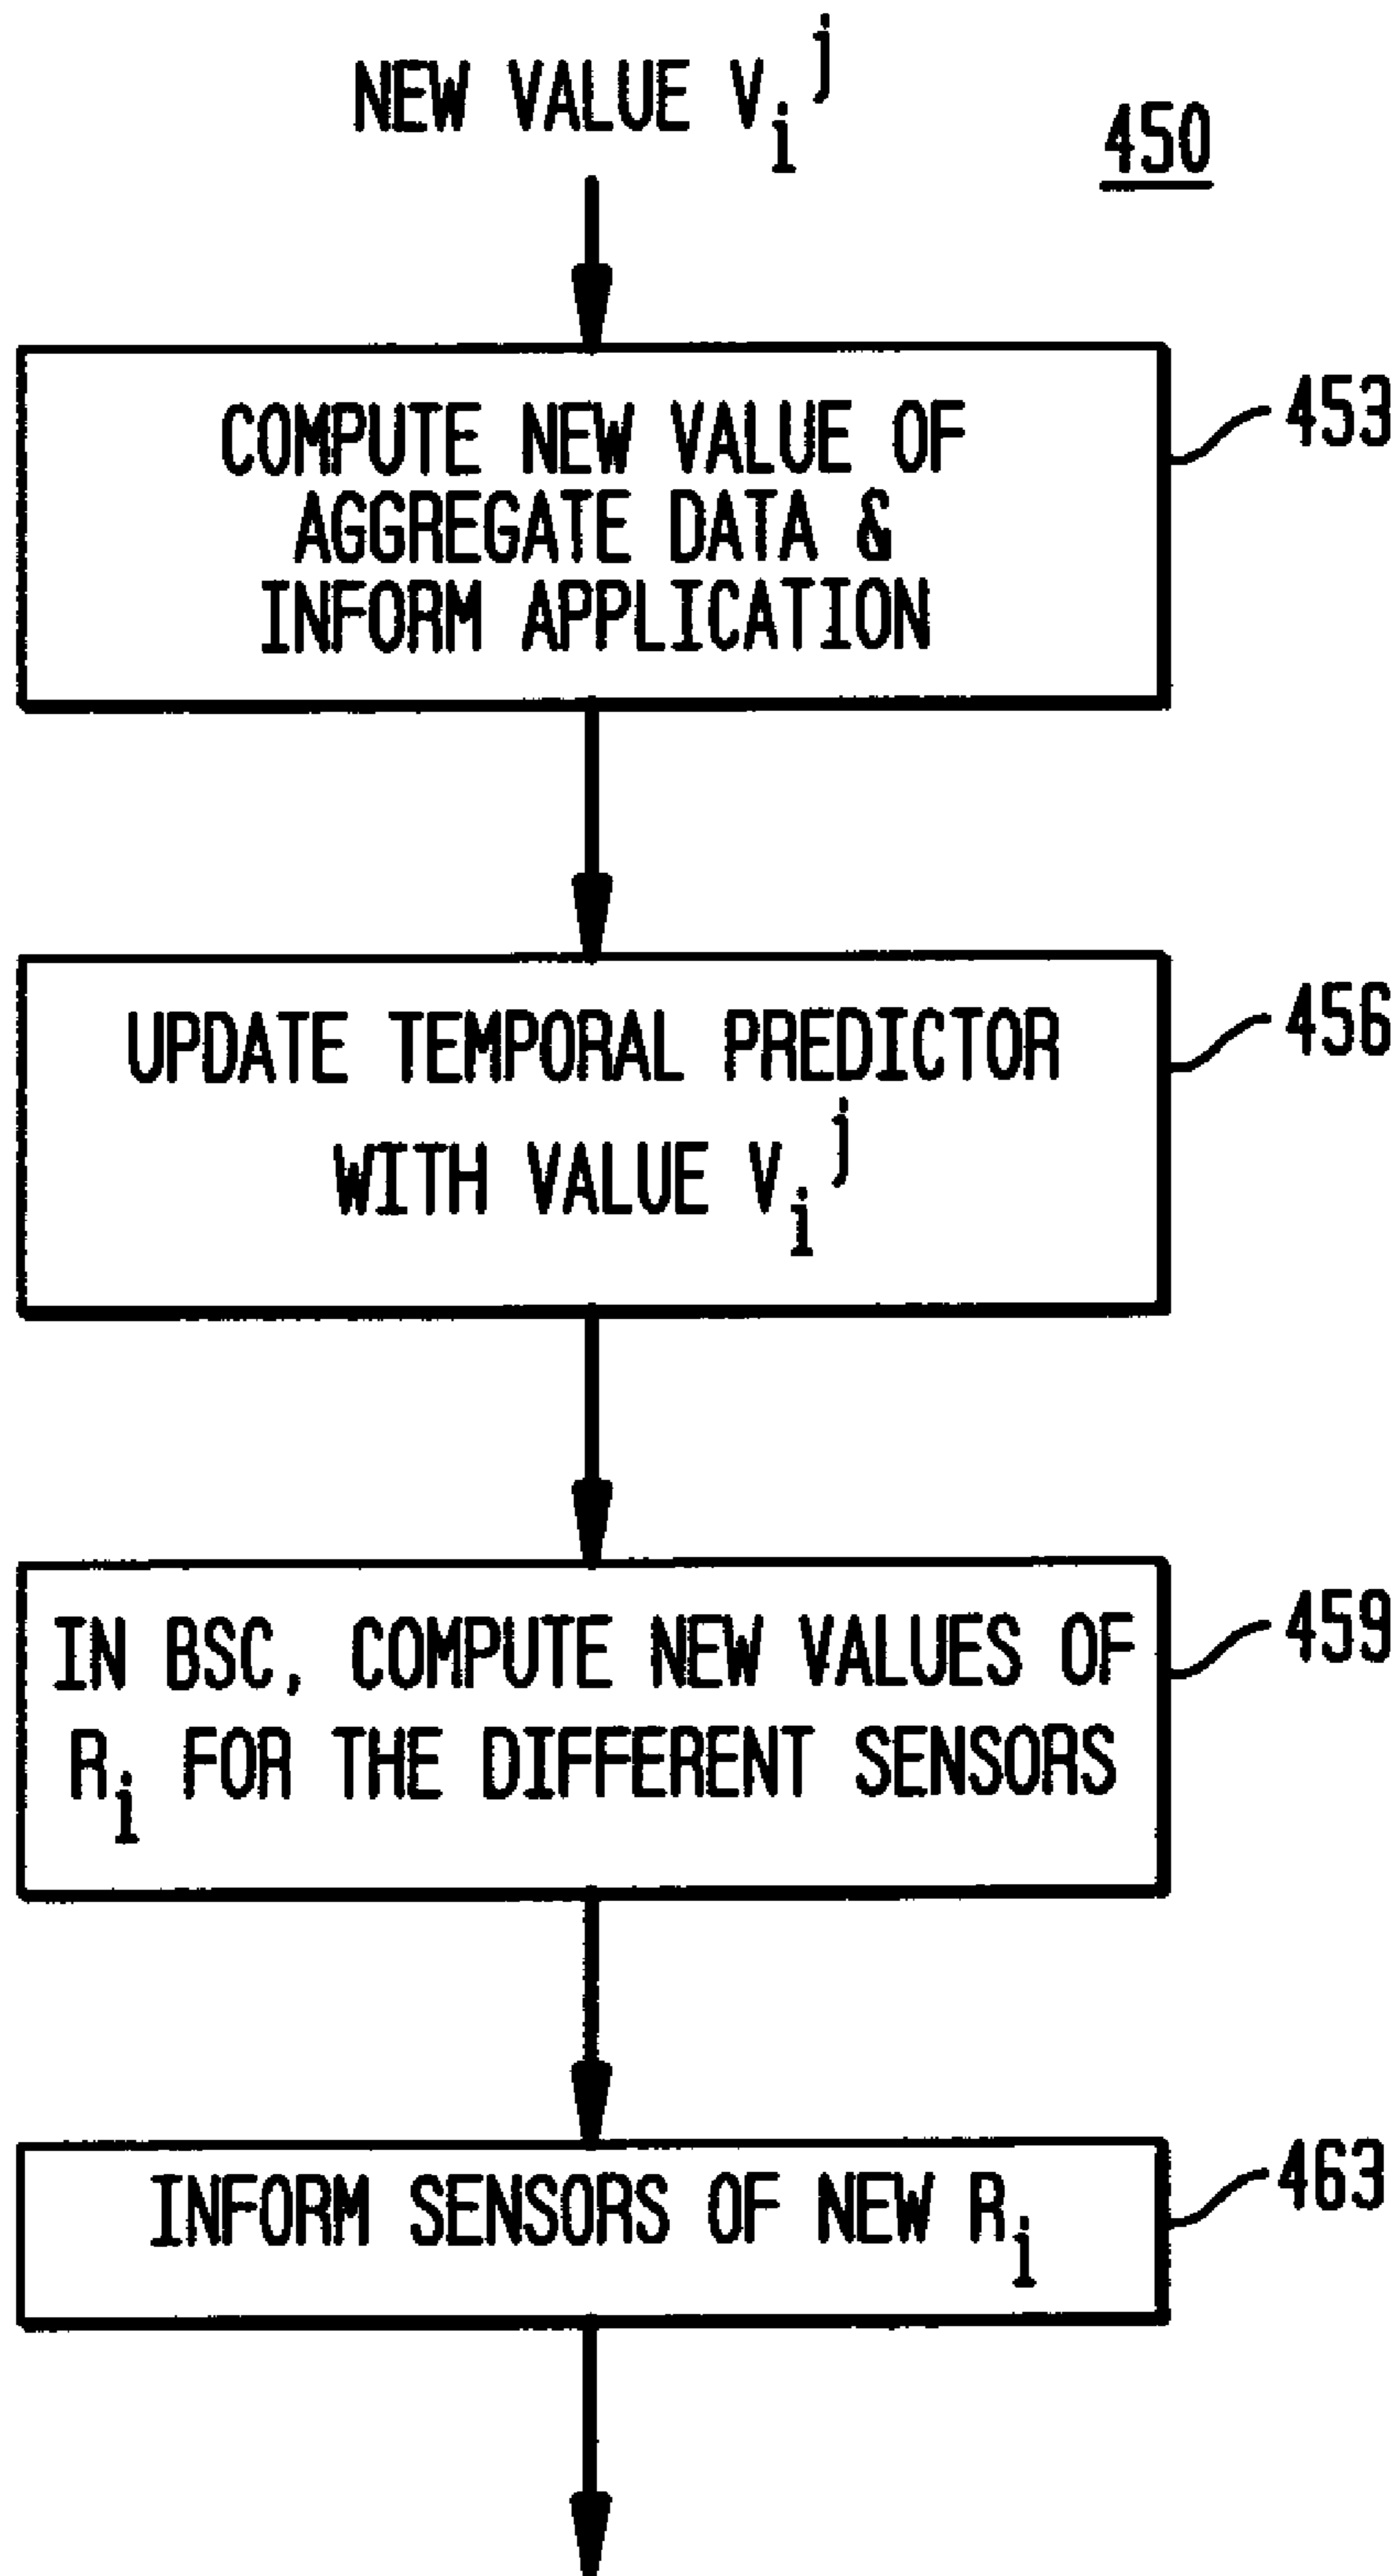 NEW VALUE V_i^j
450
COMPUTE NEW VALUE OF
AGGREGATE DATA &
INFORM APPLICATION
453
UPDATE TEMPORAL PREDICTOR
WITH VALUE V_i^j
456
IN BSC, COMPUTE NEW VALUES OF
R_i FOR THE DIFFERENT SENSORS
459
INFORM SENSORS OF NEW R_i
463